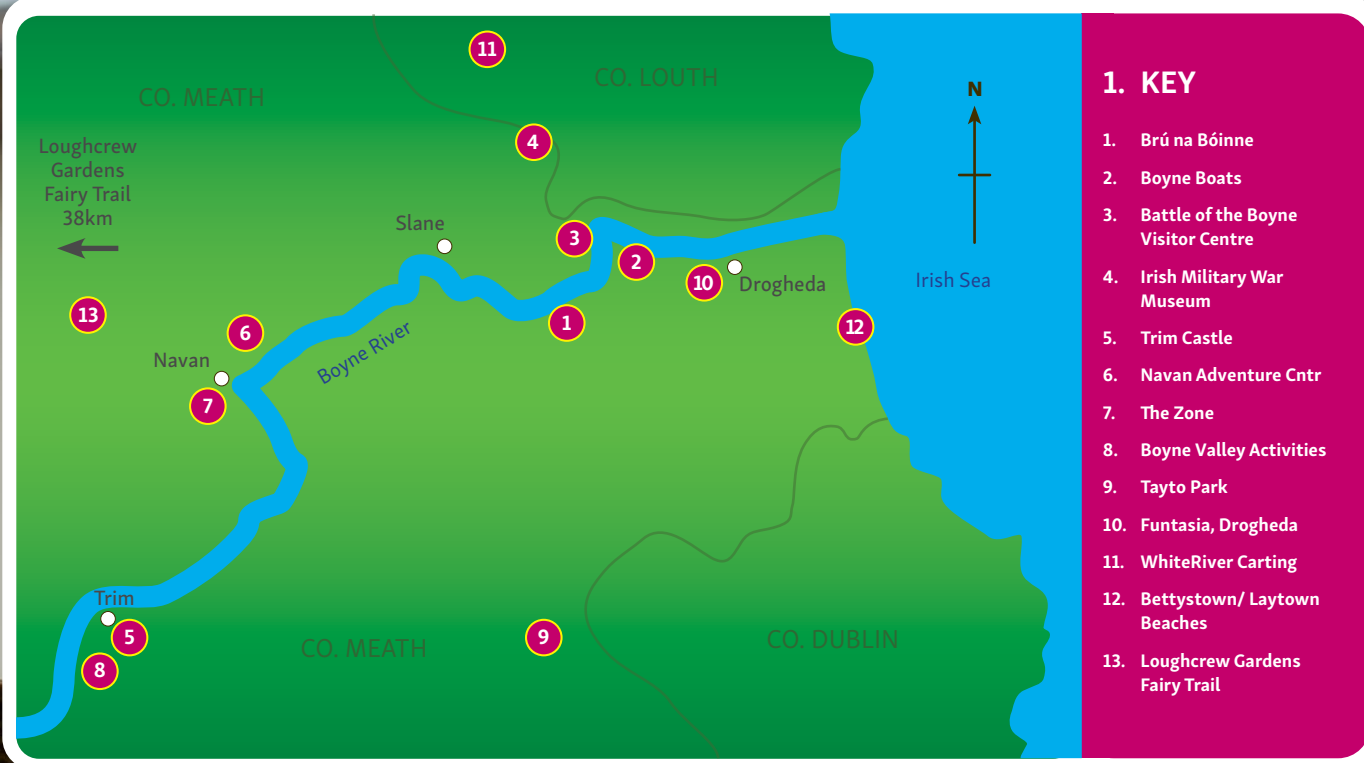 11
CO. LOUTH
CO. MEATH
N
4
Loughcrew
Gardens
Fairy Trail
38km
Slane
3
2
10
Drogheda
Irish Sea
13
6
1
12
Boyne River
Navan
7
Trim
5
9
CO. DUBLIN
CO. MEATH
8
1. KEY
1. Brú na Bóinne
2. Boyne Boats
3. Battle of the Boyne
Visitor Centre
4. Irish Military War
Museum
5. Trim Castle
6. Navan Adventure Cntr
7. The Zone
8. Boyne Valley Activities
9. Tayto Park
10. Funtasia, Drogheda
11. WhiteRiver Carting
12. Bettystown/ Laytown
Beaches
13. Loughcrew Gardens
Fairy Trail